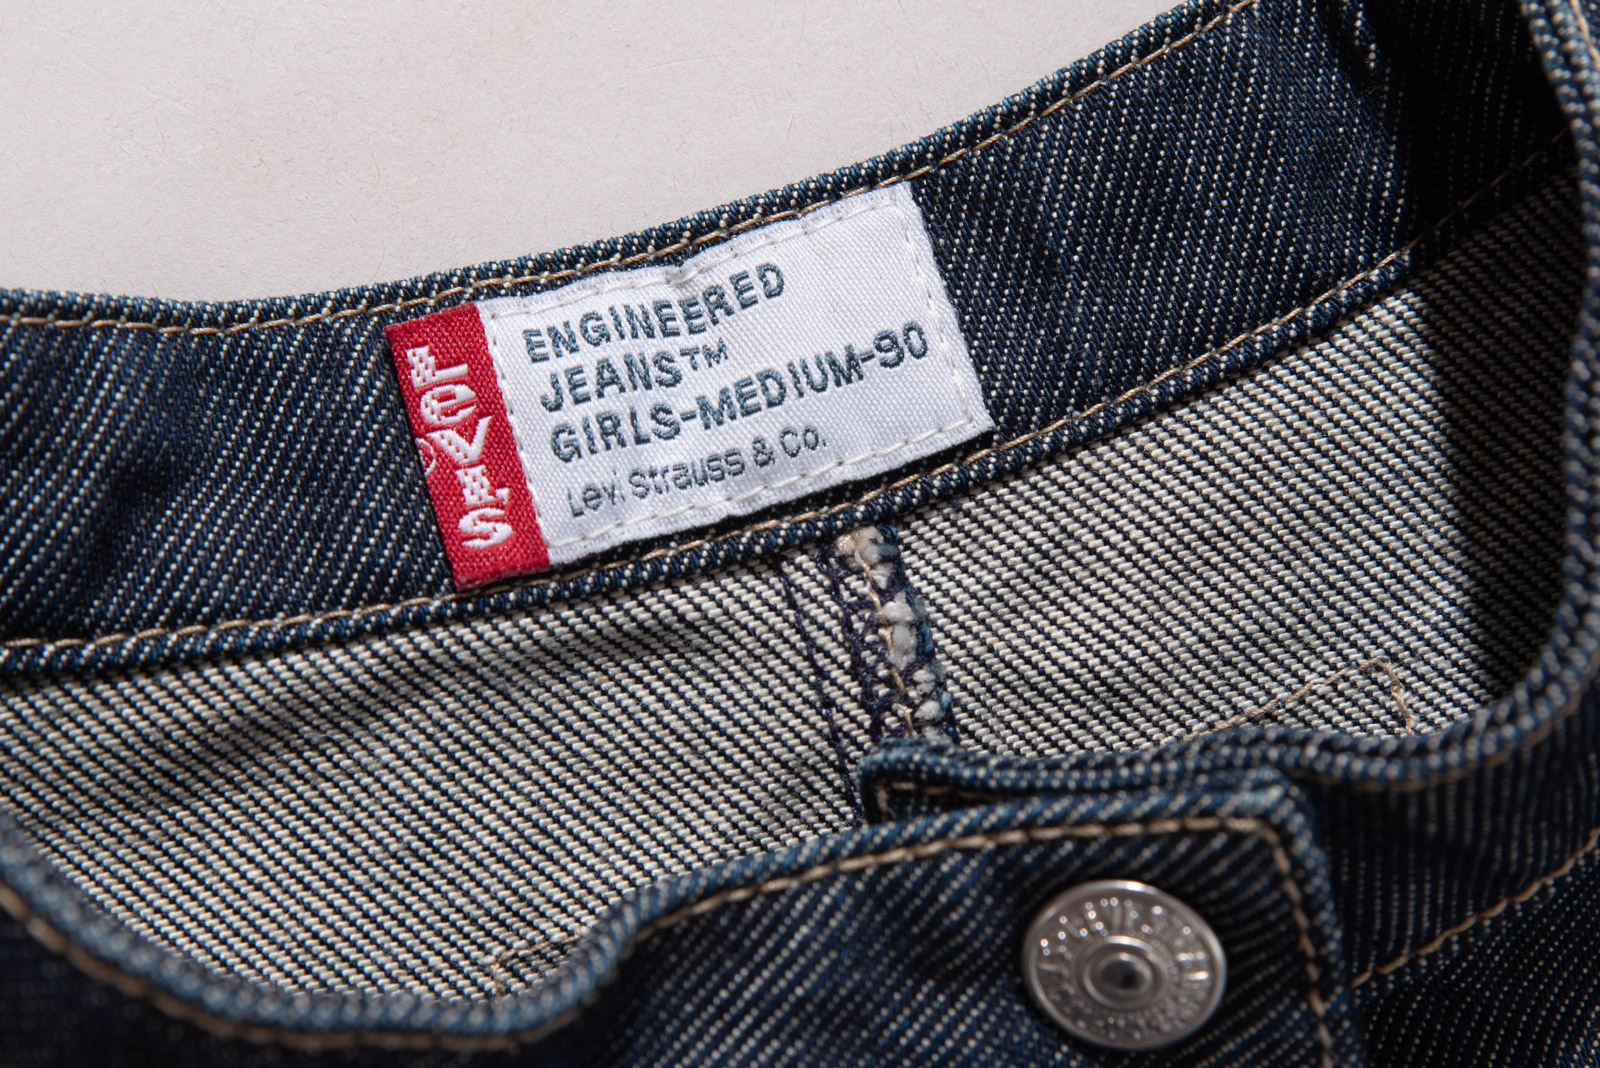 LEVI'S
®
ENGINEERED
JEANS™
GIRLS-MEDIUM-90
Levi Strauss & Co.